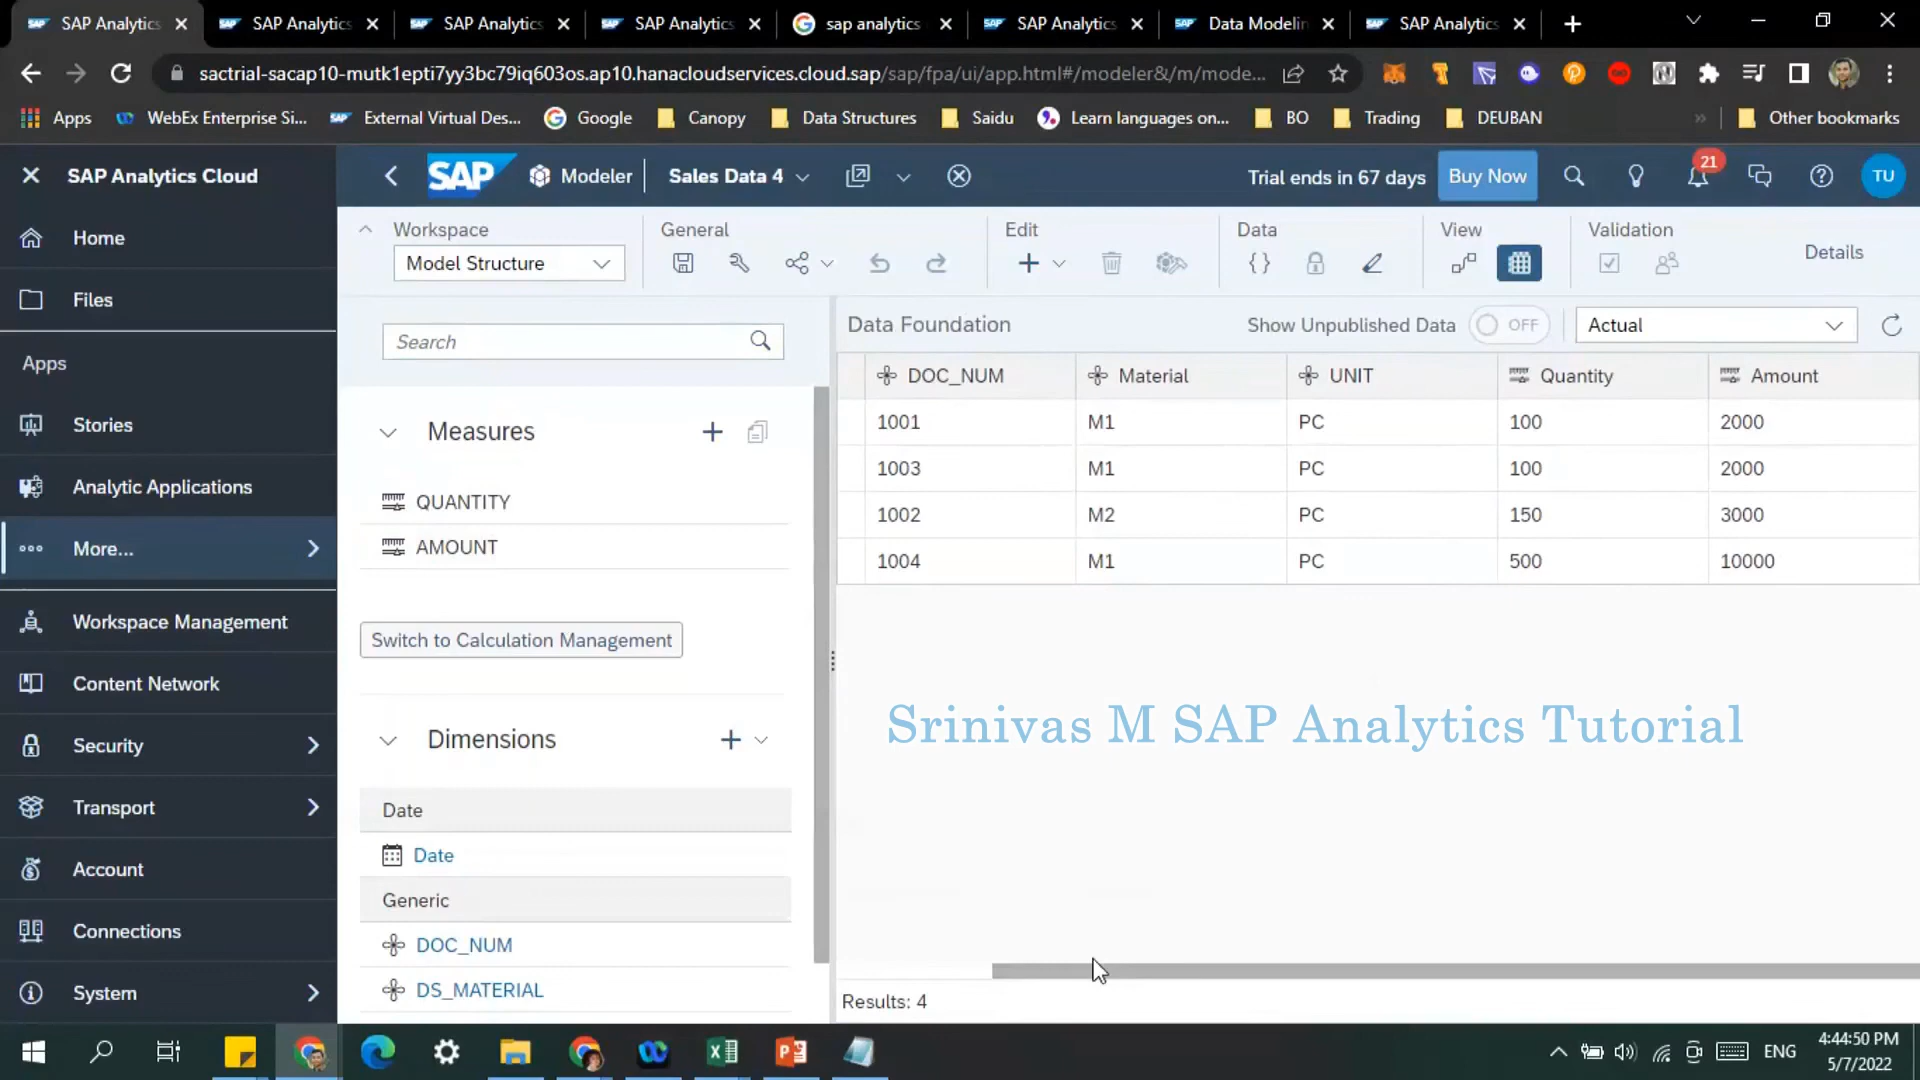 SAP Analytics
SAP Analytics
SAP Analytics
SAP Analytics
sap analytics
SAP Analytics
Data Modelin
SAP Analytics
sactrial-sacap10-mutk1epti7yy3bc79iq603os.ap10.hanacloudservices.cloud.sap/sap/fpa/ui/app.html#/modeler&/m/mode...
Apps
WebEx Enterprise Si...
External Virtual Des...
Google
Canopy
Data Structures
Saidu
Learn languages on...
BO
Trading
DEUBAN
»
Other bookmarks
SAP Analytics Cloud
SAP
Modeler
Sales Data 4
Trial ends in 67 days
Buy Now
21
TU
Home
Files
Apps
Stories
Analytic Applications
More...
Workspace Management
Content Network
Security
Transport
Account
Connections
System
Workspace
Model Structure
General
Edit
Data
View
Validation
Details
Search
Measures
QUANTITY
AMOUNT
Switch to Calculation Management
Dimensions
Date
Date
Generic
DOC_NUM
DS_MATERIAL
Data Foundation
Show Unpublished Data
OFF
Actual
DOC_NUM Material UNIT Quantity Amount
1001 M1 PC 100 2000
1003 M1 PC 100 2000
1002 M2 PC 150 3000
1004 M1 PC 500 10000
Srinivas M SAP Analytics Tutorial
Results: 4
ENG
4:44:50 PM
5/7/2022